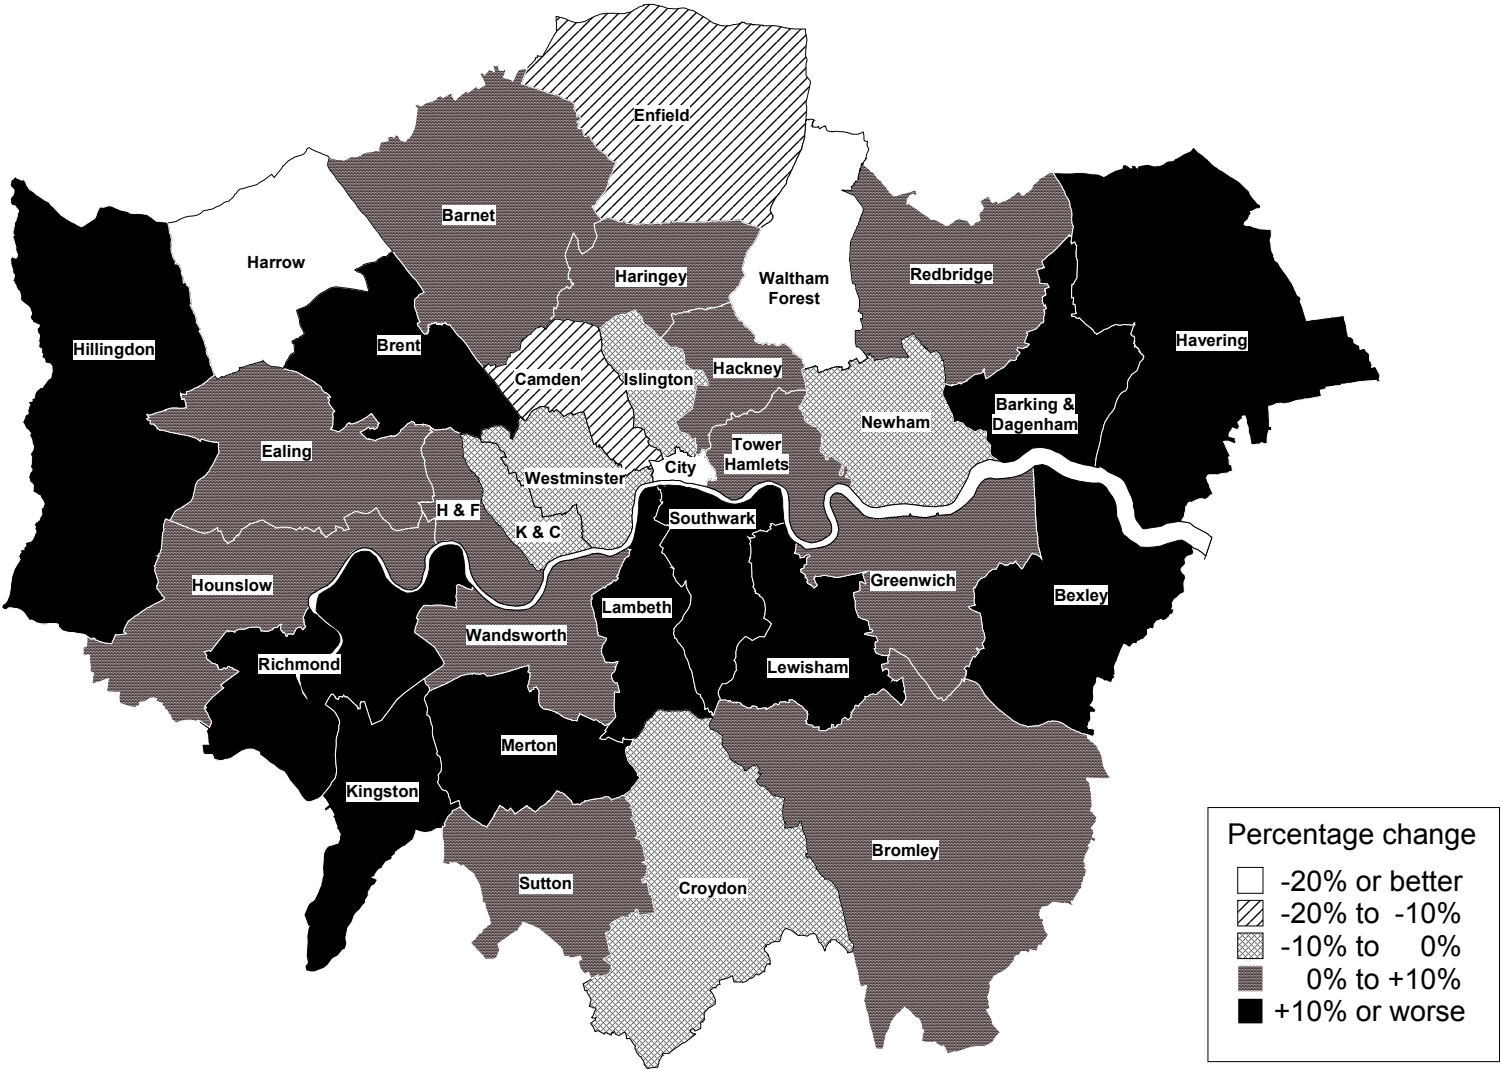 Enfield
Barnet
Harrow
Haringey
Waltham
Forest
Redbridge
Havering
Hillingdon
Brent
Camden
Islington
Hackney
Newham
Barking &
Dagenham
Ealing
Tower
Hamlets
City
Westminster
H & F
K & C
Southwark
Hounslow
Greenwich
Bexley
Lambeth
Wandsworth
Richmond
Lewisham
Merton
Kingston
Bromley
Sutton
Croydon
Percentage change
-20% or better
-20% to -10%
-10% to 0%
0% to +10%
+10% or worse